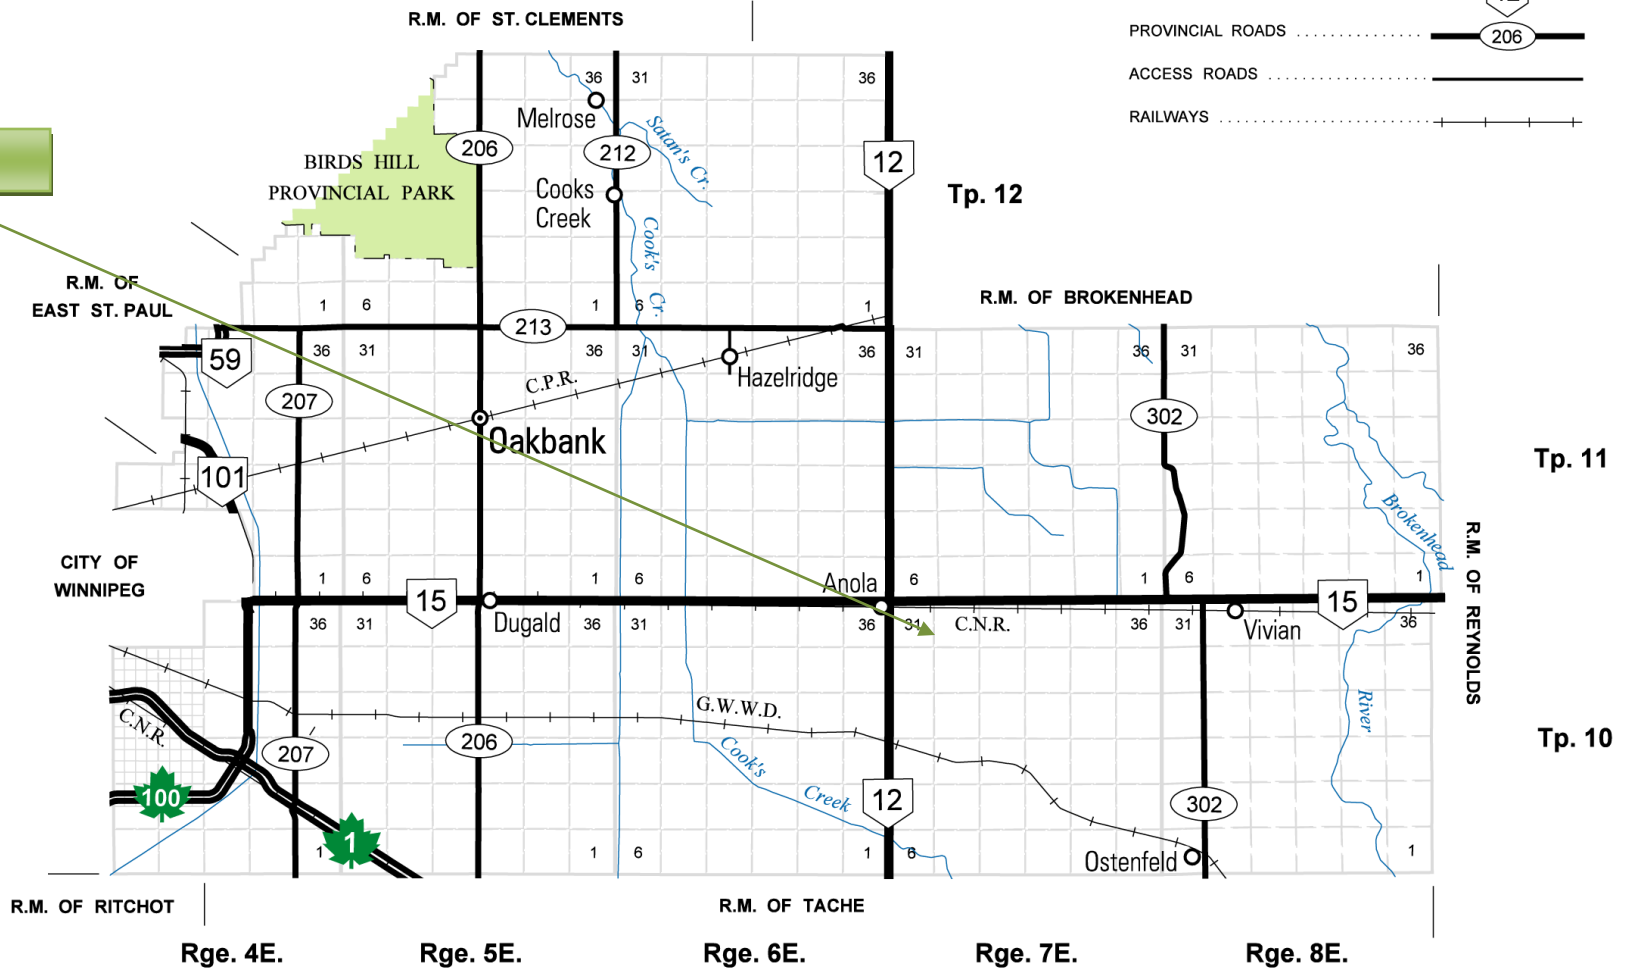 R.M. OF ST. CLEMENTS
12
PROVINCIAL ROADS
206
ACCESS ROADS
RAILWAYS
36
31
36
Melrose
Satan's Cr.
206
212
12
BIRDS HILL
PROVINCIAL PARK
Cooks
Creek
Tp. 12
Cook's
Cr.
R.M. OF
EAST ST. PAUL
R.M. OF BROKENHEAD
1
6
1
6
1
213
59
36
31
36
31
36
31
36
31
36
Hazelridge
C.P.R.
207
302
Oakbank
101
Tp. 11
Brokenhead
CITY OF
WINNIPEG
R.M. OF REYNOLDS
1
6
1
6
Anola
6
1
6
1
15
15
Dugald
Vivian
36
31
36
31
36
31
C.N.R.
36
31
36
C.N.R.
G.W.W.D.
River
207
206
Cook's
Creek
Tp. 10
100
12
302
1
1
1
6
1
6
1
Ostenfeld
R.M. OF RITCHOT
R.M. OF TACHE
Rge. 4E.
Rge. 5E.
Rge. 6E.
Rge. 7E.
Rge. 8E.